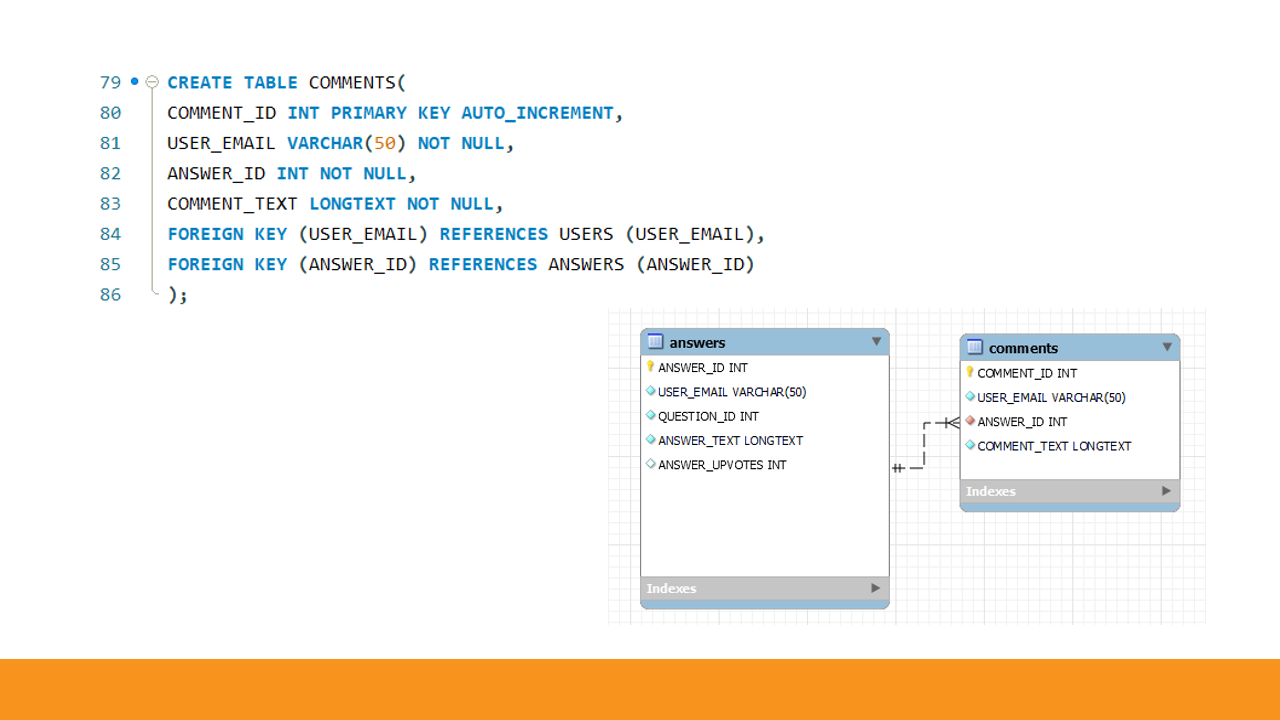 79 CREATE TABLE COMMENTS(
80 COMMENT_ID INT PRIMARY KEY AUTO_INCREMENT,
81 USER_EMAIL VARCHAR(50) NOT NULL,
82 ANSWER_ID INT NOT NULL,
83 COMMENT_TEXT LONGTEXT NOT NULL,
84 FOREIGN KEY (USER_EMAIL) REFERENCES USERS (USER_EMAIL),
85 FOREIGN KEY (ANSWER_ID) REFERENCES ANSWERS (ANSWER_ID)
86 );
answers
ANSWER_ID INT
USER_EMAIL VARCHAR(50)
QUESTION_ID INT
ANSWER_TEXT LONGTEXT
ANSWER_UPVOTES INT
Indexes
comments
COMMENT_ID INT
USER_EMAIL VARCHAR(50)
ANSWER_ID INT
COMMENT_TEXT LONGTEXT
Indexes